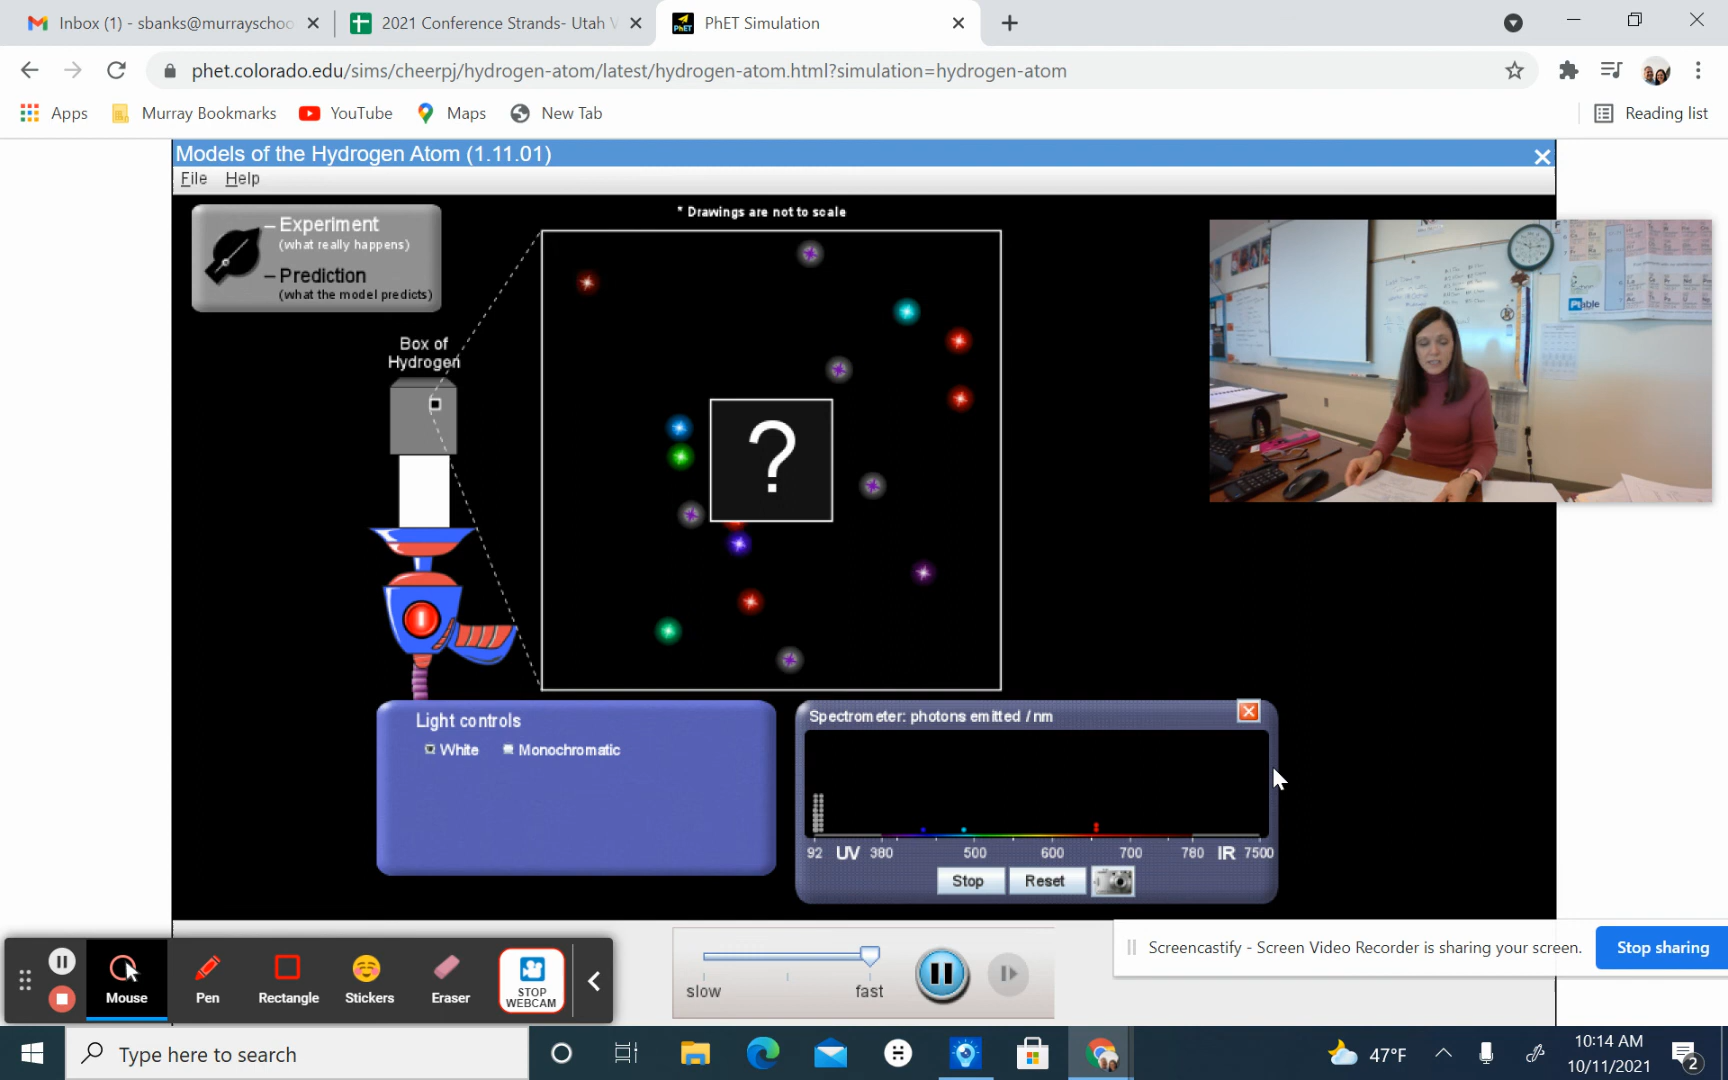 Inbox (1) - sbanks@murrayschoo
2021 Conference Strands- Utah V
PhET
PhET Simulation
phet.colorado.edu/sims/cheerpj/hydrogen-atom/latest/hydrogen-atom.html?simulation=hydrogen-atom
Apps
Murray Bookmarks
YouTube
Maps
New Tab
Reading list
Models of the Hydrogen Atom (1.11.01)
File Help
* Drawings are not to scale
Experiment
(what really happens)
Prediction
(what the model predicts)
Box of
Hydrogen
?
Ptable
Light controls
White Monochromatic
Spectrometer: photons emitted / nm
92 UV 380 500 600 700 780 IR 7500
Stop Reset
slow fast
Screencastify - Screen Video Recorder is sharing your screen.
Stop sharing
Mouse
Pen
Rectangle
Stickers
Eraser
STOP
WEBCAM
Type here to search
47°F
10:14 AM
10/11/2021
2